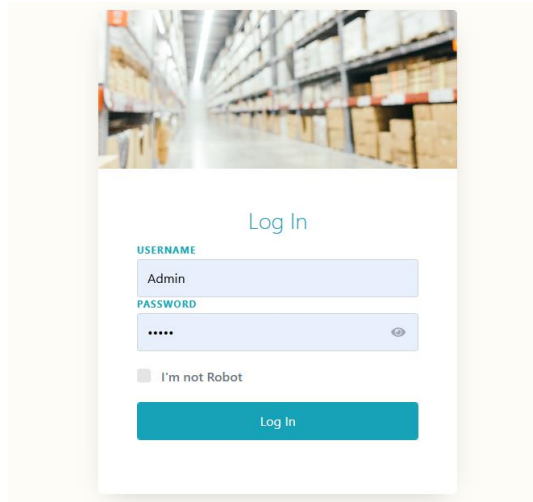 Log In
USERNAME
Admin
PASSWORD
•••••
I'm not Robot
Log In